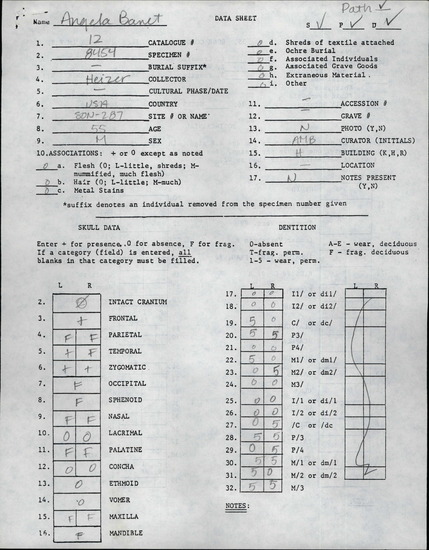 Path ✓
Name Angela Banet DATA SHEET S ✓ P ✓ D ✓
1. 12 CATALOGUE #
2. 8454 SPECIMEN #
3. — BURIAL SUFFIX*
4. Heizer COLLECTOR
5. — CULTURAL PHASE/DATE
6. USA COUNTRY
7. SON-287 SITE # OR NAME
8. 55 AGE
9. M SEX
10. ASSOCIATIONS: + or 0 except as noted
0 a. Flesh (0; L-little, shreds; M-
mummified, much flesh)
0 b. Hair (0; L-little; M-much)
0 c. Metal Stains
0 d. Shreds of textile attached
0 e. Ochre Burial
0 f. Associated Individuals
0 g. Associated Grave Goods
0 h. Extraneous Material
0 i. Other
11. — ACCESSION #
12. — GRAVE #
13. N PHOTO (Y,N)
14. AMB CURATOR (INITIALS)
15. H BUILDING (K,H,R)
16. — LOCATION
17. N NOTES PRESENT
(Y,N)
*suffix denotes an individual removed from the specimen number given
SKULL DATA
Enter + for presence, 0 for absence, F for frag.
If a category (field) is entered, all
blanks in that category must be filled.
L R
2. 0 INTACT CRANIUM
3. + FRONTAL
4. F F PARIETAL
5. + F TEMPORAL
6. + + ZYGOMATIC
7. F OCCIPITAL
8. F SPHENOID
9. F F NASAL
10. 0 0 LACRIMAL
11. F F PALATINE
12. 0 0 CONCHA
13. 0 ETHMOID
14. 0 VOMER
15. F F MAXILLA
16. F MANDIBLE
DENTITION
0-absent A-E - wear, deciduous
T-frag. perm. F - frag. deciduous
1-5 - wear, perm.
L R L R
17. 0 0 I1/ or di1/
18. 0 0 I2/ or di2/
19. 5 0 C/ or dc/
20. 5 5 P3/
21. 0 0 P4/
22. 5 0 M1/ or dm1/
23. 0 5 M2/ or dm2/
24. 0 0 M3/
25. 0 0 I/1 or di/1
26. 0 0 I/2 or di/2
27. 0 0 /C or /dc
28. 5 5 P/3
29. 0 5 P/4
30. 5 5 M/1 or dm/1
31. 5 0 M/2 or dm/2
32. 5 5 M/3
NOTES: